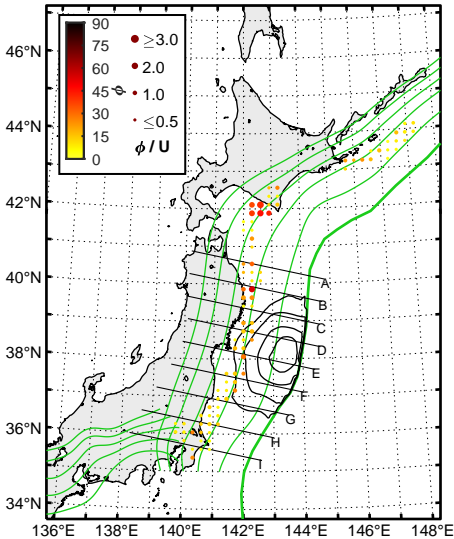 46°N
44°N
42°N
40°N
38°N
36°N
34°N
136°E
138°E
140°E
142°E
144°E
146°E
148°E
90
75
60
45
30
15
0
ϕ
≥3.0
2.0
1.0
≤0.5
ϕ / U
A
B
C
D
E
F
G
H
I